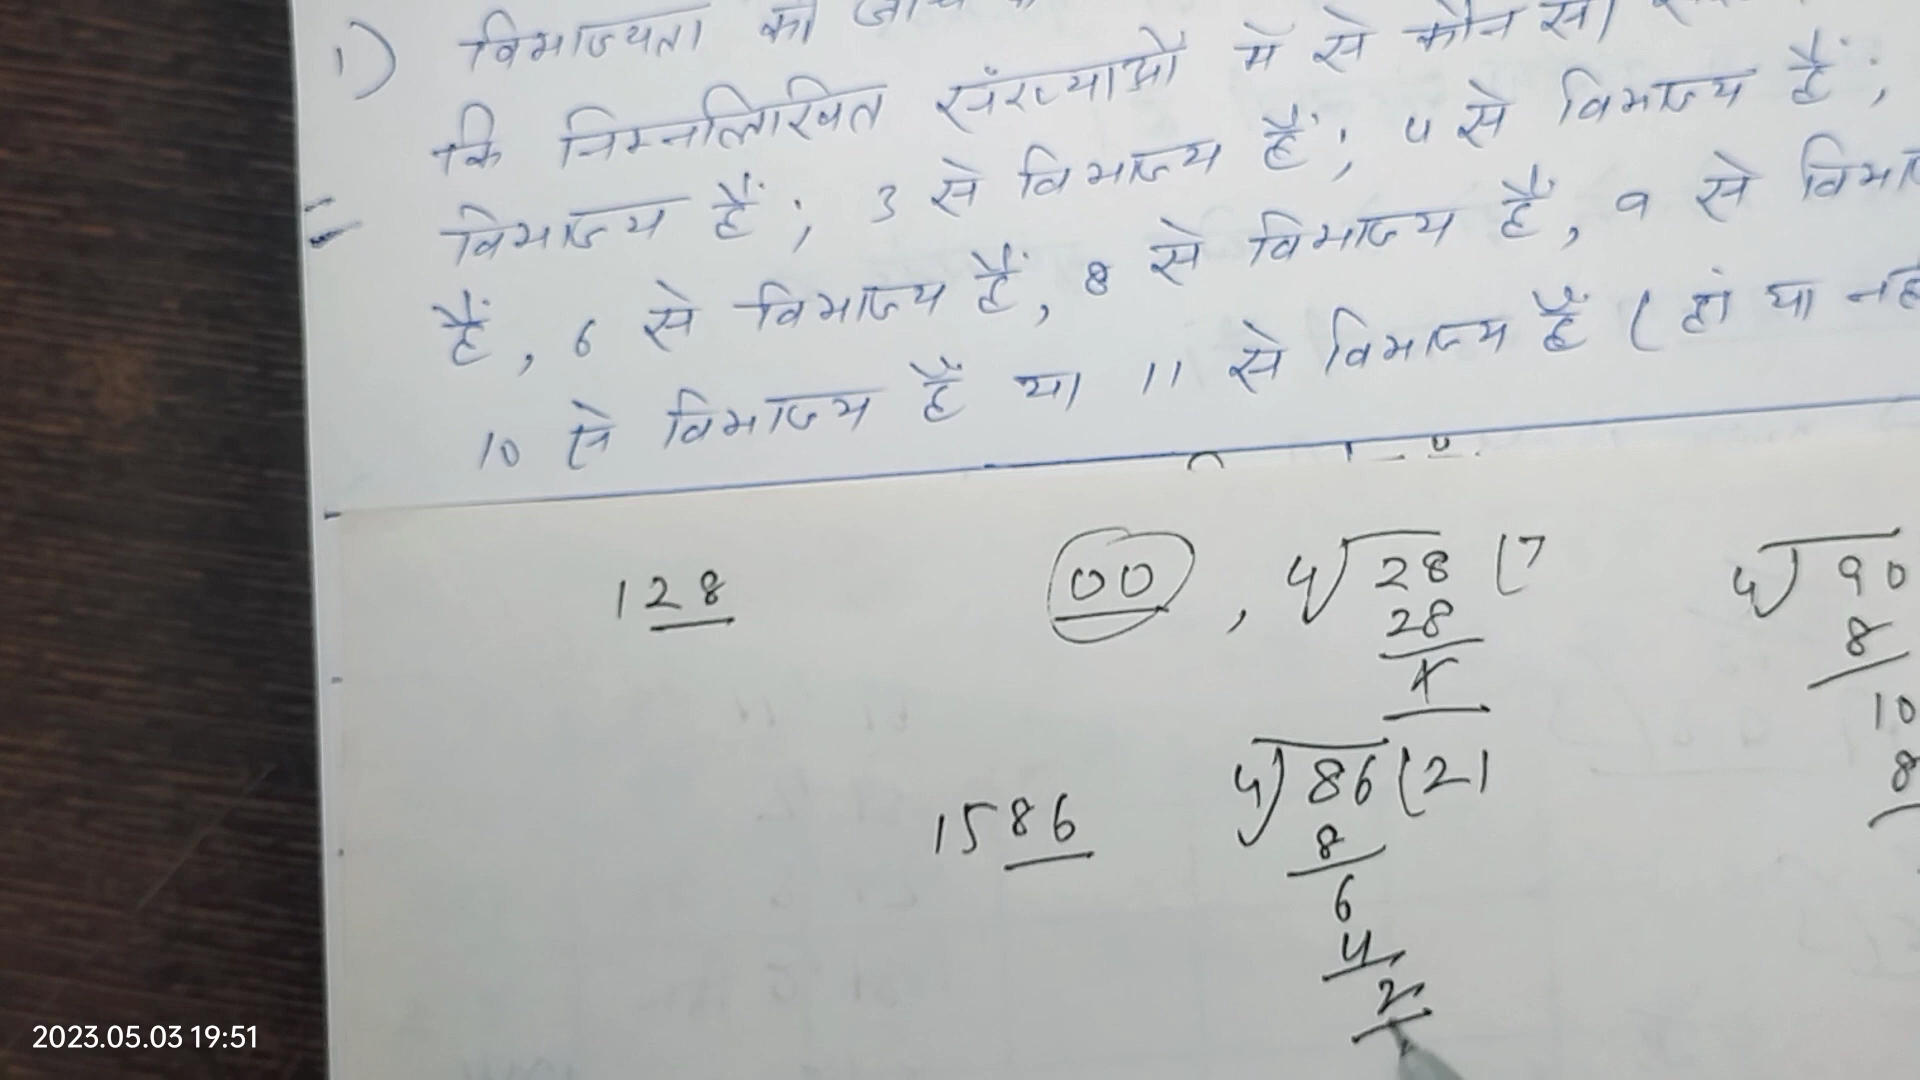 1) विभाज्यता की जांच
कि निम्नलिखित संख्याओं में से कौन सी
विभाज्य हैं; 3 से विभाज्य हैं; 4 से विभाज्य हैं;
हैं, 6 से विभाज्य हैं, 8 से विभाज्य हैं, 9 से
10 से विभाज्य हैं या 11 से विभाज्य हैं ( हां या
128 00 , 4) 28 (7 4) 90
28 8
10
1586 4) 86 (21 8
8
6
4
2
2023.05.03 19:51